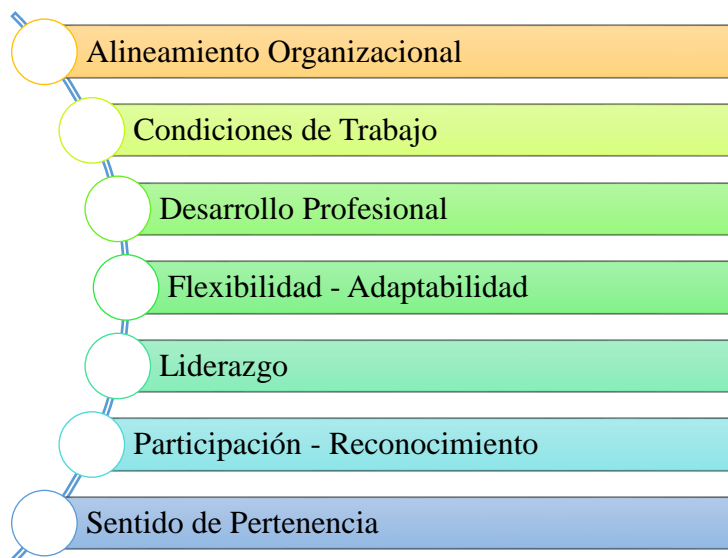 Alineamiento Organizacional
Condiciones de Trabajo
Desarrollo Profesional
Flexibilidad - Adaptabilidad
Liderazgo
Participación - Reconocimiento
Sentido de Pertenencia